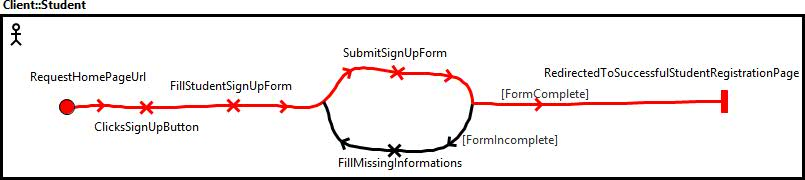 Client::Student
SubmitSignUpForm
RequestHomePageUrl
FillStudentSignUpForm
RedirectedToSuccessfulStudentRegistrationPage
[FormComplete]
ClicksSignUpButton
[FormIncomplete]
FillMissingInformations